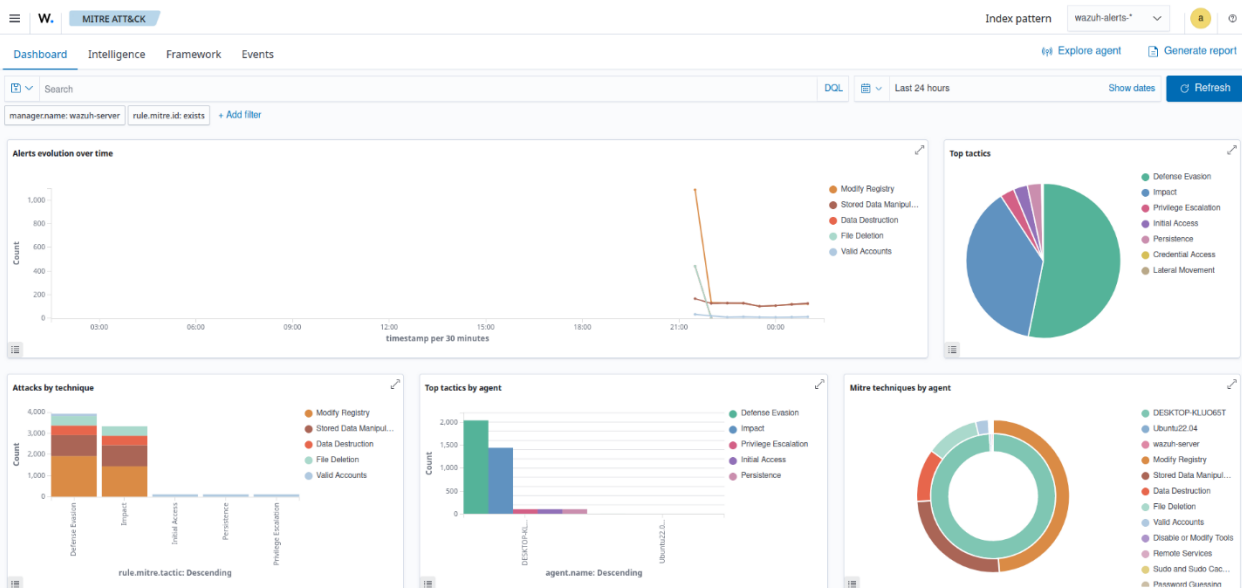 W. MITRE ATT&CK Index pattern wazuh-alerts-* a
Dashboard Intelligence Framework Events Explore agent Generate report
Search DQL Last 24 hours Show dates Refresh
manager.name: wazuh-server rule.mitre.id: exists + Add filter
Alerts evolution over time
1,000
800
600
400
200
0
Count
03:00 06:00 09:00 12:00 15:00 18:00 21:00 00:00
timestamp per 30 minutes
Modify Registry
Stored Data Manipul...
Data Destruction
File Deletion
Valid Accounts
Top tactics
Defense Evasion
Impact
Privilege Escalation
Initial Access
Persistence
Credential Access
Lateral Movement
Attacks by technique
4,000
3,000
2,000
1,000
0
Count
Defense Evasion
Impact
Initial Access
Persistence
Privilege Escalation
rule.mitre.tactic: Descending
Modify Registry
Stored Data Manipul...
Data Destruction
File Deletion
Valid Accounts
Top tactics by agent
2,000
1,500
1,000
500
0
Count
DESKTOP-KL...
Ubuntu22.0...
agent.name: Descending
Defense Evasion
Impact
Privilege Escalation
Initial Access
Persistence
Mitre techniques by agent
DESKTOP-KLUO65T
Ubuntu22.04
wazuh-server
Modify Registry
Stored Data Manipul...
Data Destruction
File Deletion
Valid Accounts
Disable or Modify Tools
Remote Services
Sudo and Sudo Cac...
Password Guessing